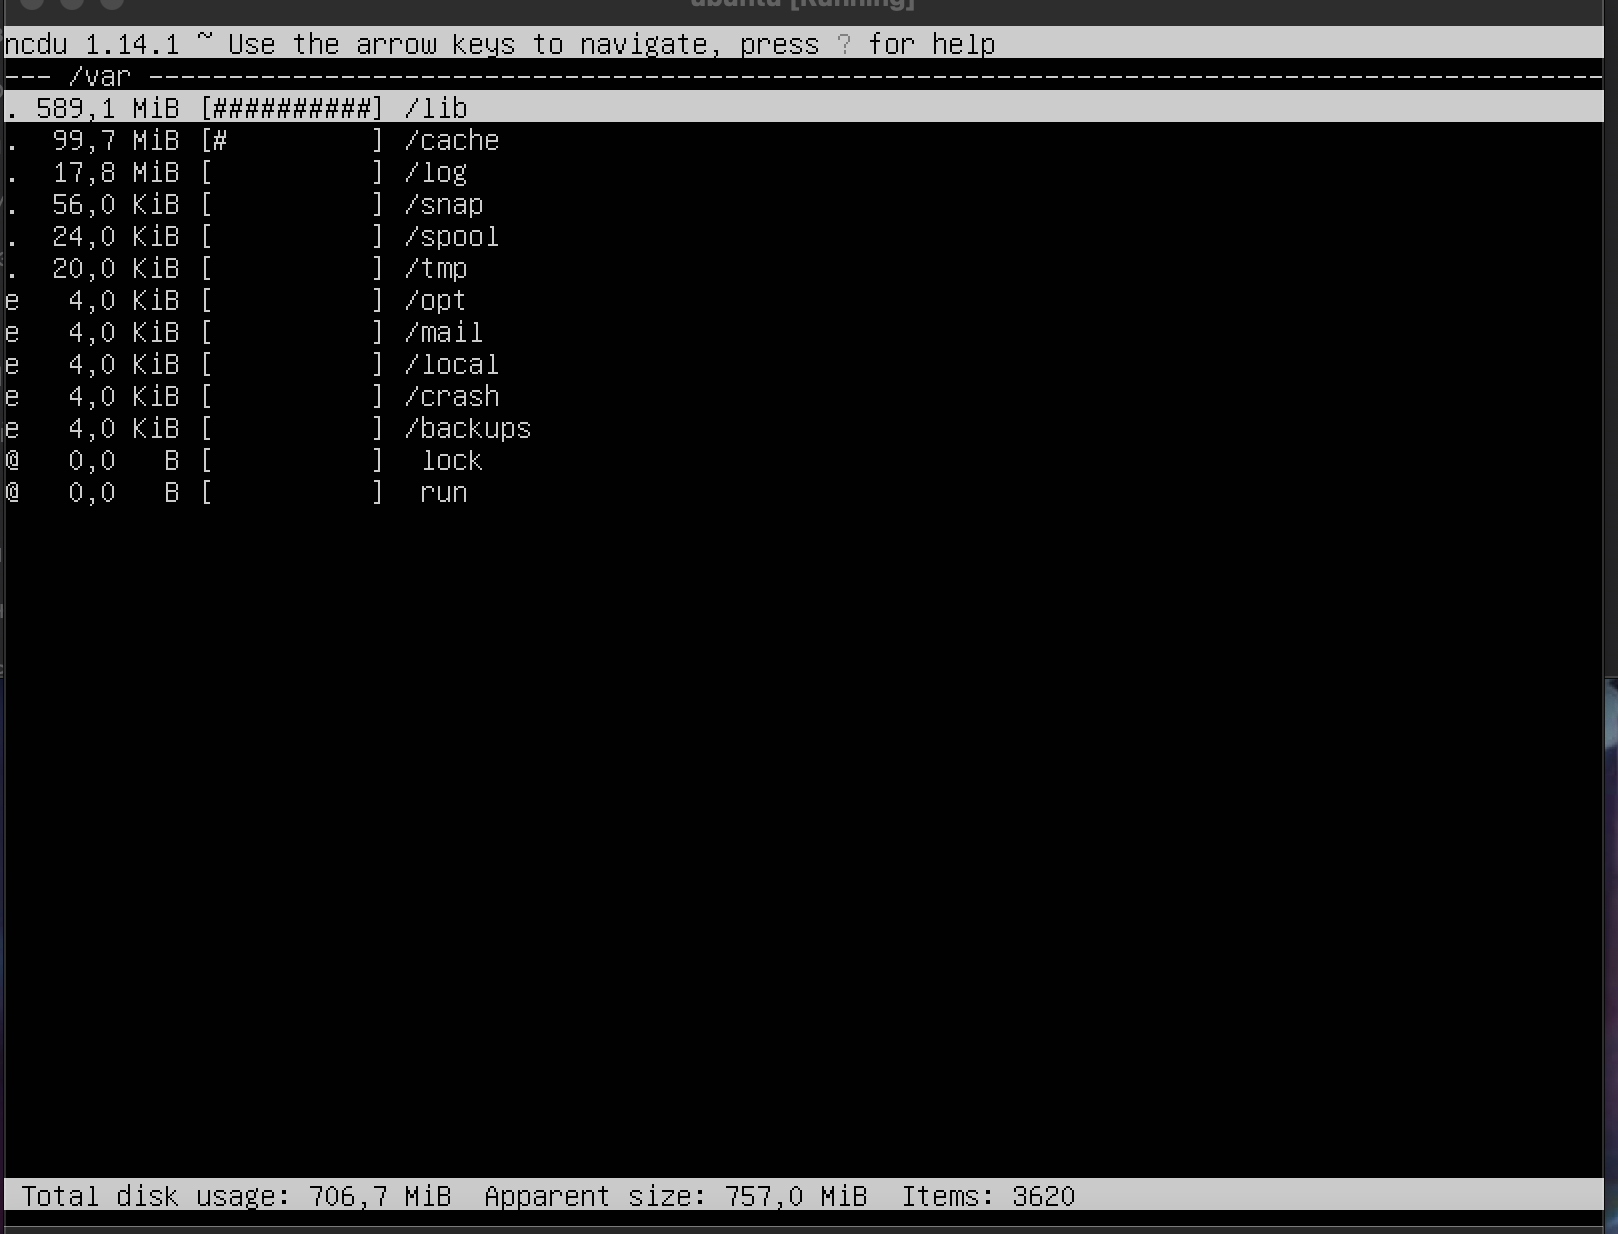 ubuntu [Running]
ncdu 1.14.1 ~ Use the arrow keys to navigate, press ? for help
--- /var -------------------------------------------------------------------------------------------
. 589,1 MiB [##########] /lib
.  99,7 MiB [#         ] /cache
.  17,8 MiB [          ] /log
.  56,0 KiB [          ] /snap
.  24,0 KiB [          ] /spool
.  20,0 KiB [          ] /tmp
e   4,0 KiB [          ] /opt
e   4,0 KiB [          ] /mail
e   4,0 KiB [          ] /local
e   4,0 KiB [          ] /crash
e   4,0 KiB [          ] /backups
@   0,0   B [          ]  lock
@   0,0   B [          ]  run
Total disk usage: 706,7 MiB  Apparent size: 757,0 MiB  Items: 3620